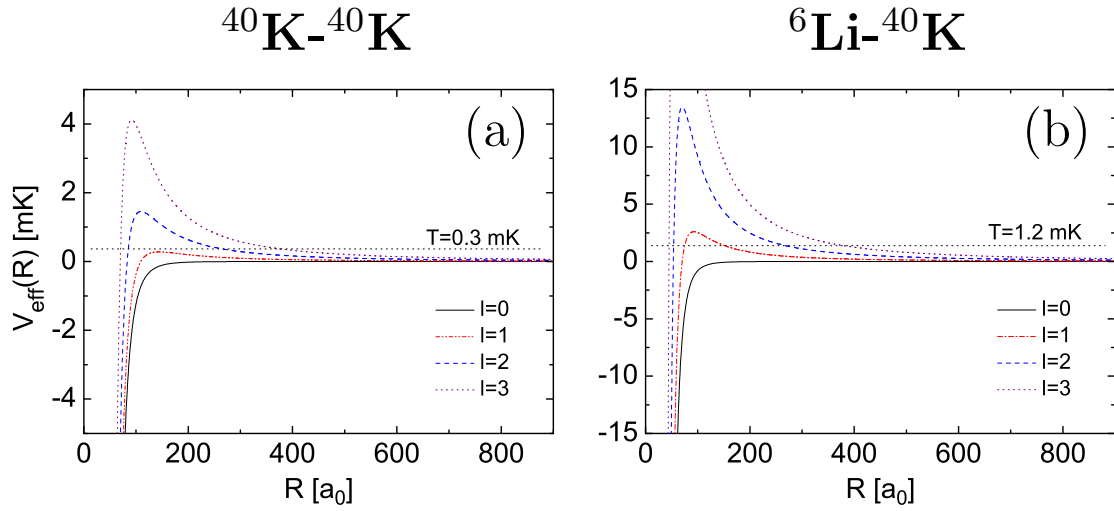 ⁴⁰K-⁴⁰K
(a)
V_eff(R) [mK]
4
2
0
-2
-4
T=0.3 mK
l=0
l=1
l=2
l=3
0 200 400 600 800
R [a₀]
⁶Li-⁴⁰K
(b)
15
10
5
0
-5
-10
-15
T=1.2 mK
l=0
l=1
l=2
l=3
0 200 400 600 800
R [a₀]